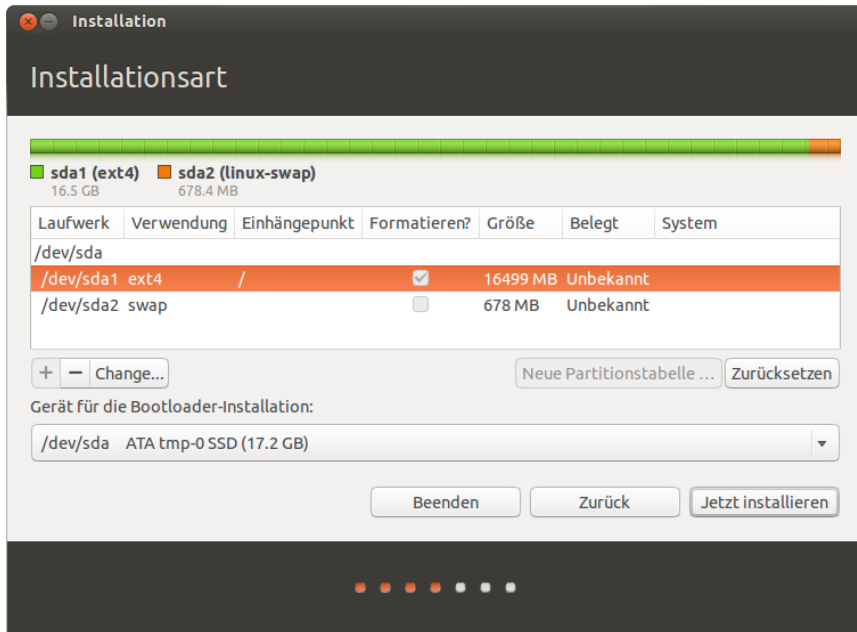 Installation
Installationsart
sda1 (ext4) sda2 (linux-swap)
16.5 GB 678.4 MB
Laufwerk Verwendung Einhängepunkt Formatieren? Größe Belegt System
/dev/sda
/dev/sda1 ext4 / 16499 MB Unbekannt
/dev/sda2 swap 678 MB Unbekannt
+ − Change... Neue Partitionstabelle ... Zurücksetzen
Gerät für die Bootloader-Installation:
/dev/sda ATA tmp-0 SSD (17.2 GB)
Beenden Zurück Jetzt installieren